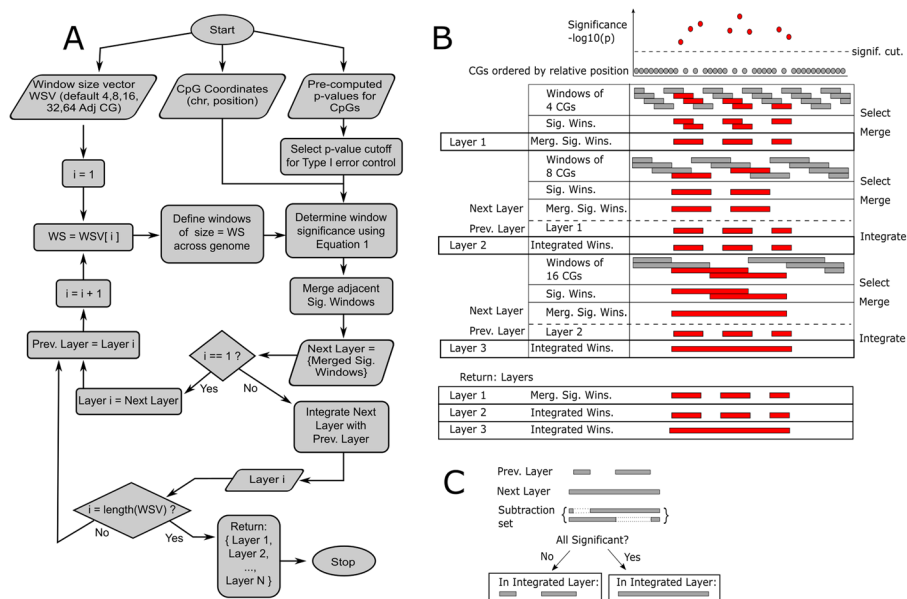 A
Start
Window size vector
WSV (default 4,8,16,
32,64 Adj CG)
CpG Coordinates
(chr, position)
Pre-computed
p-values for
CpGs
Select p-value cutoff
for Type I error control
i = 1
WS = WSV[ i ]
Define windows
of size = WS
across genome
Determine window
significance using
Equation 1
i = i + 1
Merge adjacent
Sig. Windows
Prev. Layer = Layer i
i == 1 ?
Next Layer =
{Merged Sig.
Windows}
Yes
No
Layer i = Next Layer
Integrate Next
Layer with
Prev. Layer
Layer i
i = length(WSV) ?
No
Yes
Return:
{ Layer 1,
Layer 2,
...,
Layer N }
Stop
B
Significance
-log10(p)
signif. cut.
CGs ordered by relative position
Windows of
4 CGs
Select
Sig. Wins.
Merge
Layer 1
Merg. Sig. Wins.
Windows of
8 CGs
Select
Sig. Wins.
Merge
Next Layer
Merg. Sig. Wins.
Prev. Layer
Layer 1
Integrate
Layer 2
Integrated Wins.
Windows of
16 CGs
Select
Sig. Wins.
Merge
Next Layer
Merg. Sig. Wins.
Prev. Layer
Layer 2
Integrate
Layer 3
Integrated Wins.
Return: Layers
Layer 1
Merg. Sig. Wins.
Layer 2
Integrated Wins.
Layer 3
Integrated Wins.
C
Prev. Layer
Next Layer
Subtraction
set
{ }
All Significant?
No
Yes
In Integrated Layer:
In Integrated Layer: